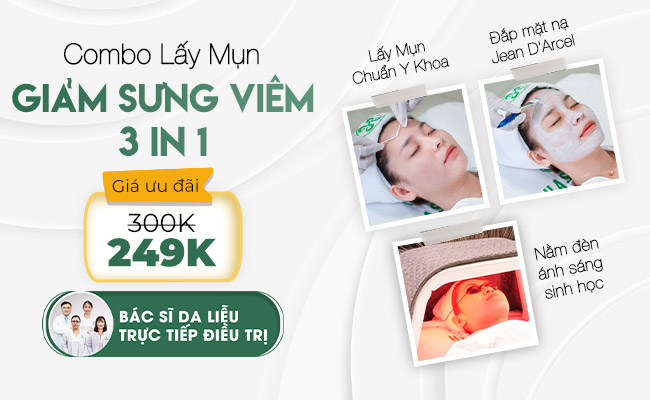 Combo Lấy Mụn
GIẢM SƯNG VIÊM
3 IN 1
Giá ưu đãi
300K
249K
BÁC SĨ DA LIỄU
TRỰC TIẾP ĐIỀU TRỊ
Lấy Mụn
Chuẩn Y Khoa
Đắp mặt nạ
Jean D'Arcel
Nằm đèn
ánh sáng
sinh học